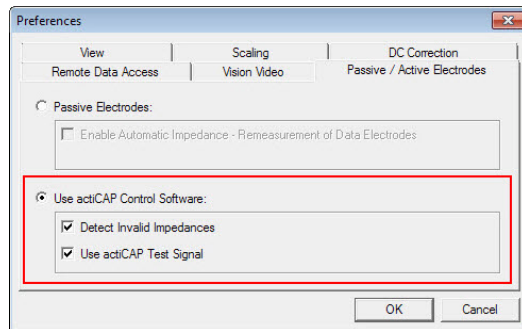 Preferences
View Scaling DC Correction
Remote Data Access Vision Video Passive / Active Electrodes
Passive Electrodes:
Enable Automatic Impedance - Remeasurement of Data Electrodes
Use actiCAP Control Software:
Detect Invalid Impedances
Use actiCAP Test Signal
OK Cancel